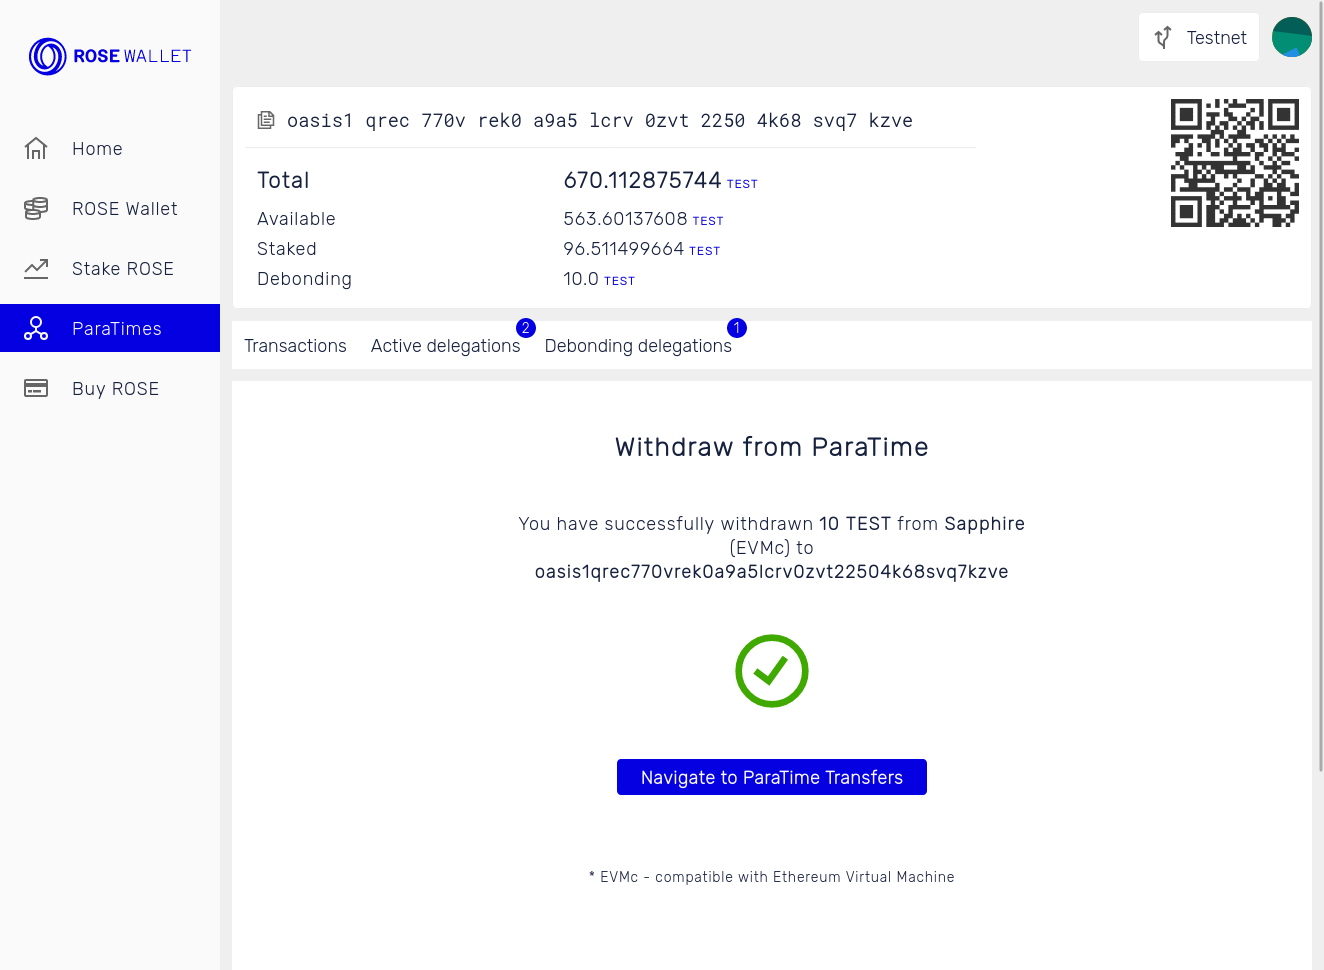 ROSE WALLET
Testnet
Home
ROSE Wallet
Stake ROSE
ParaTimes
Buy ROSE
oasis1 qrec 770v rek0 a9a5 lcrv 0zvt 2250 4k68 svq7 kzve
Total 670.112875744 TEST
Available 563.60137608 TEST
Staked 96.511499664 TEST
Debonding 10.0 TEST
Transactions Active delegations 2 Debonding delegations 1
Withdraw from ParaTime
You have successfully withdrawn 10 TEST from Sapphire
(EVMc) to
oasis1qrec770vrek0a9a5lcrv0zvt22504k68svq7kzve
Navigate to ParaTime Transfers
* EVMc - compatible with Ethereum Virtual Machine